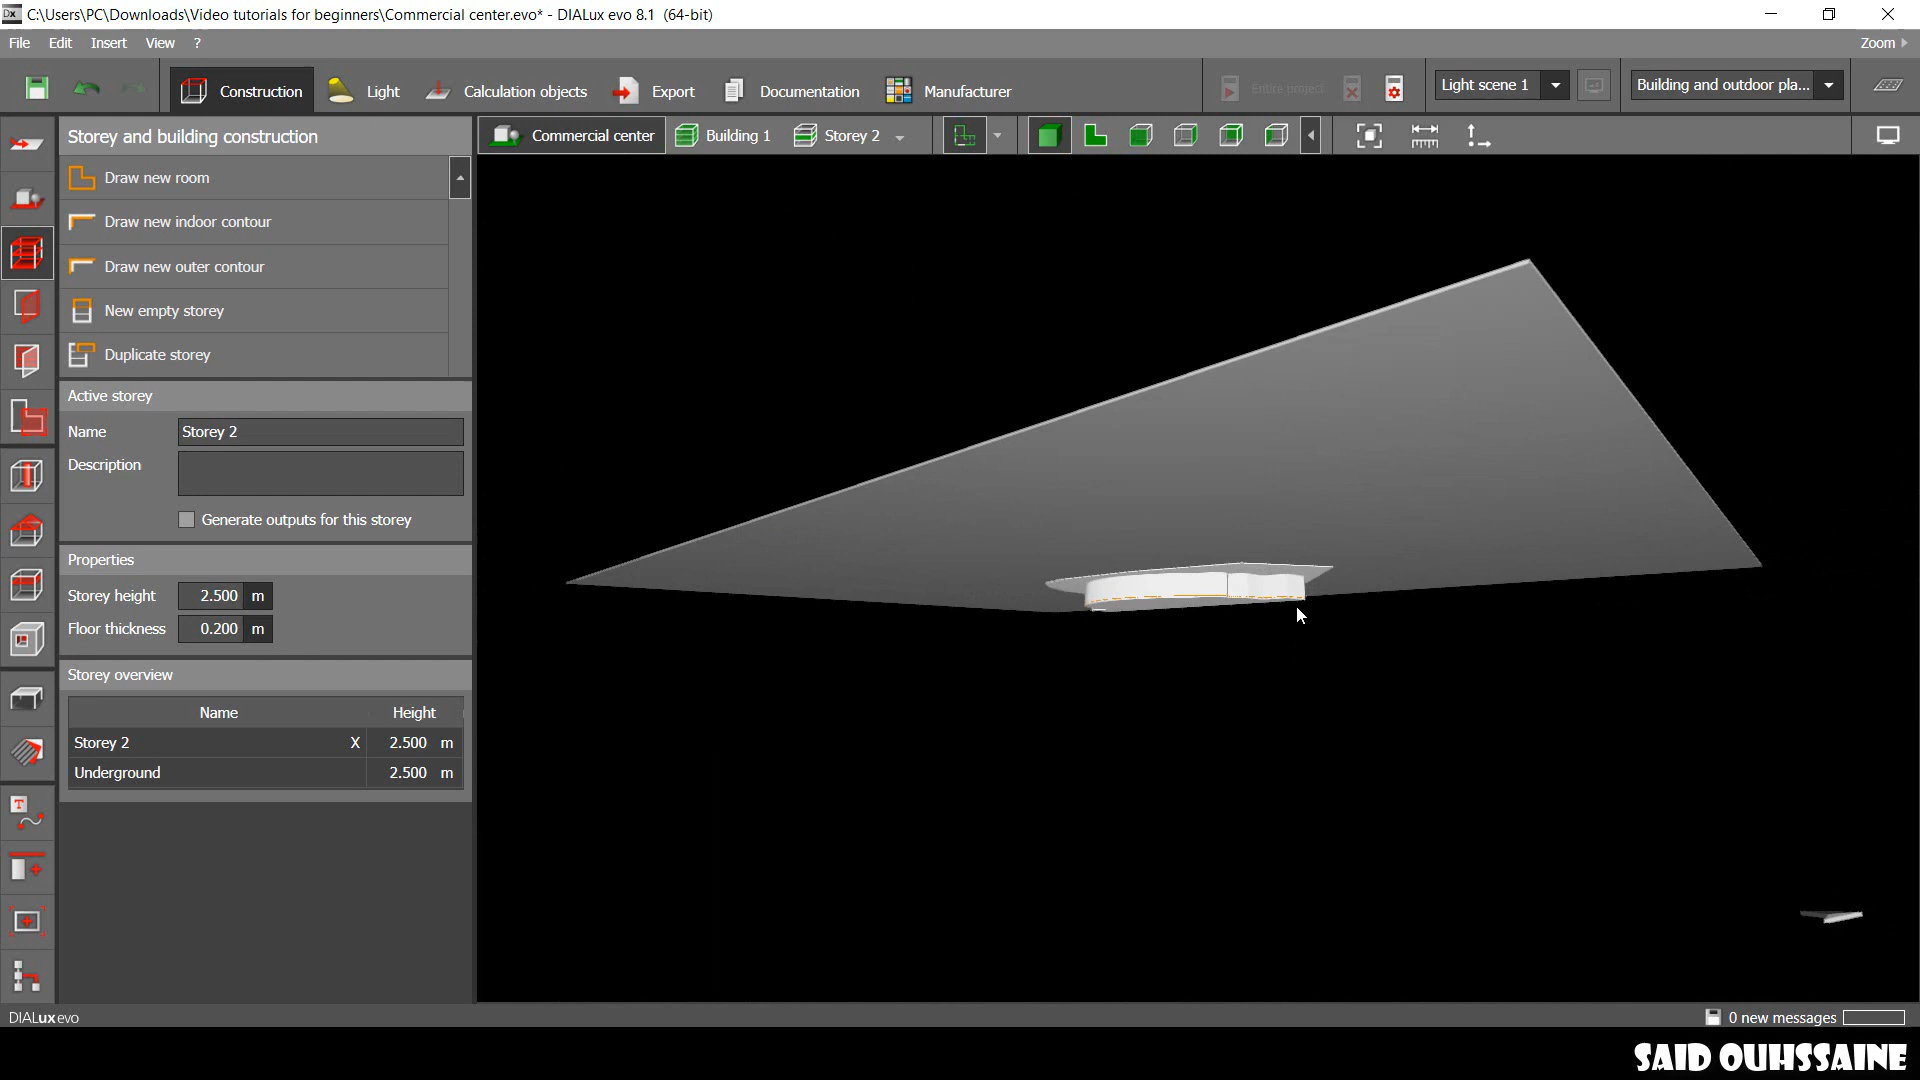 C:\Users\PC\Downloads\Video tutorials for beginners\Commercial center.evo* - DIALux evo 8.1 (64-bit)
File Edit Insert View ? Zoom
Construction Light Calculation objects Export Documentation Manufacturer Entire project Light scene 1 Building and outdoor pla...
Storey and building construction Commercial center Building 1 Storey 2
Draw new room
Draw new indoor contour
Draw new outer contour
New empty storey
Duplicate storey
Active storey
Name Storey 2
Description
Generate outputs for this storey
Properties
Storey height 2.500 m
Floor thickness 0.200 m
Storey overview
Name Height
Storey 2 X 2.500 m
Underground 2.500 m
DIALux evo 0 new messages
SAID OUHSSAINE